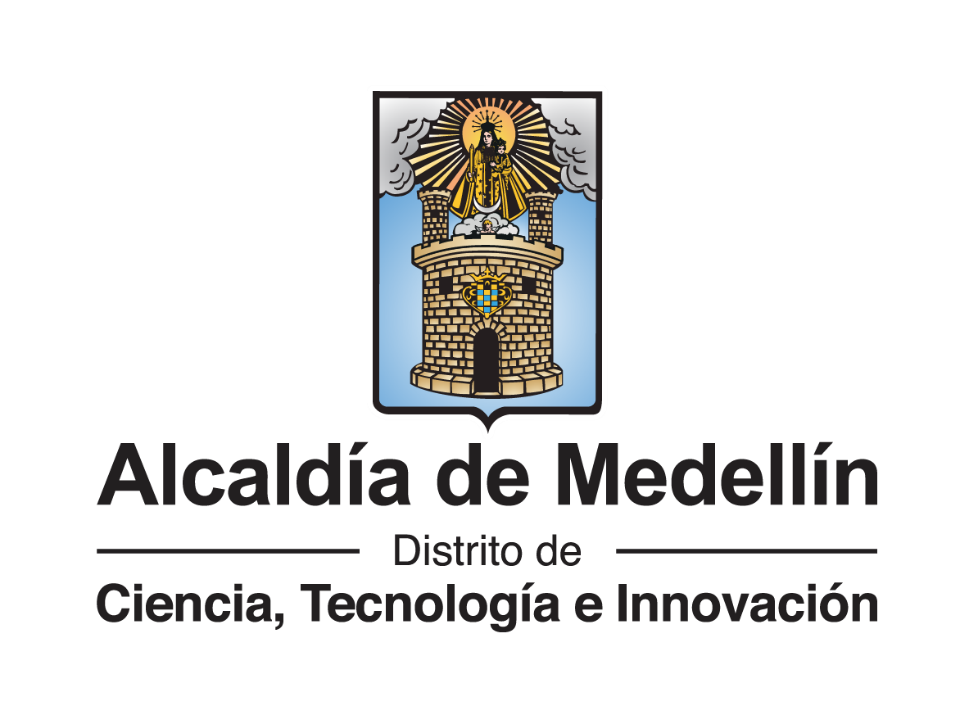 Alcaldía de Medellín
Distrito de
Ciencia, Tecnología e Innovación